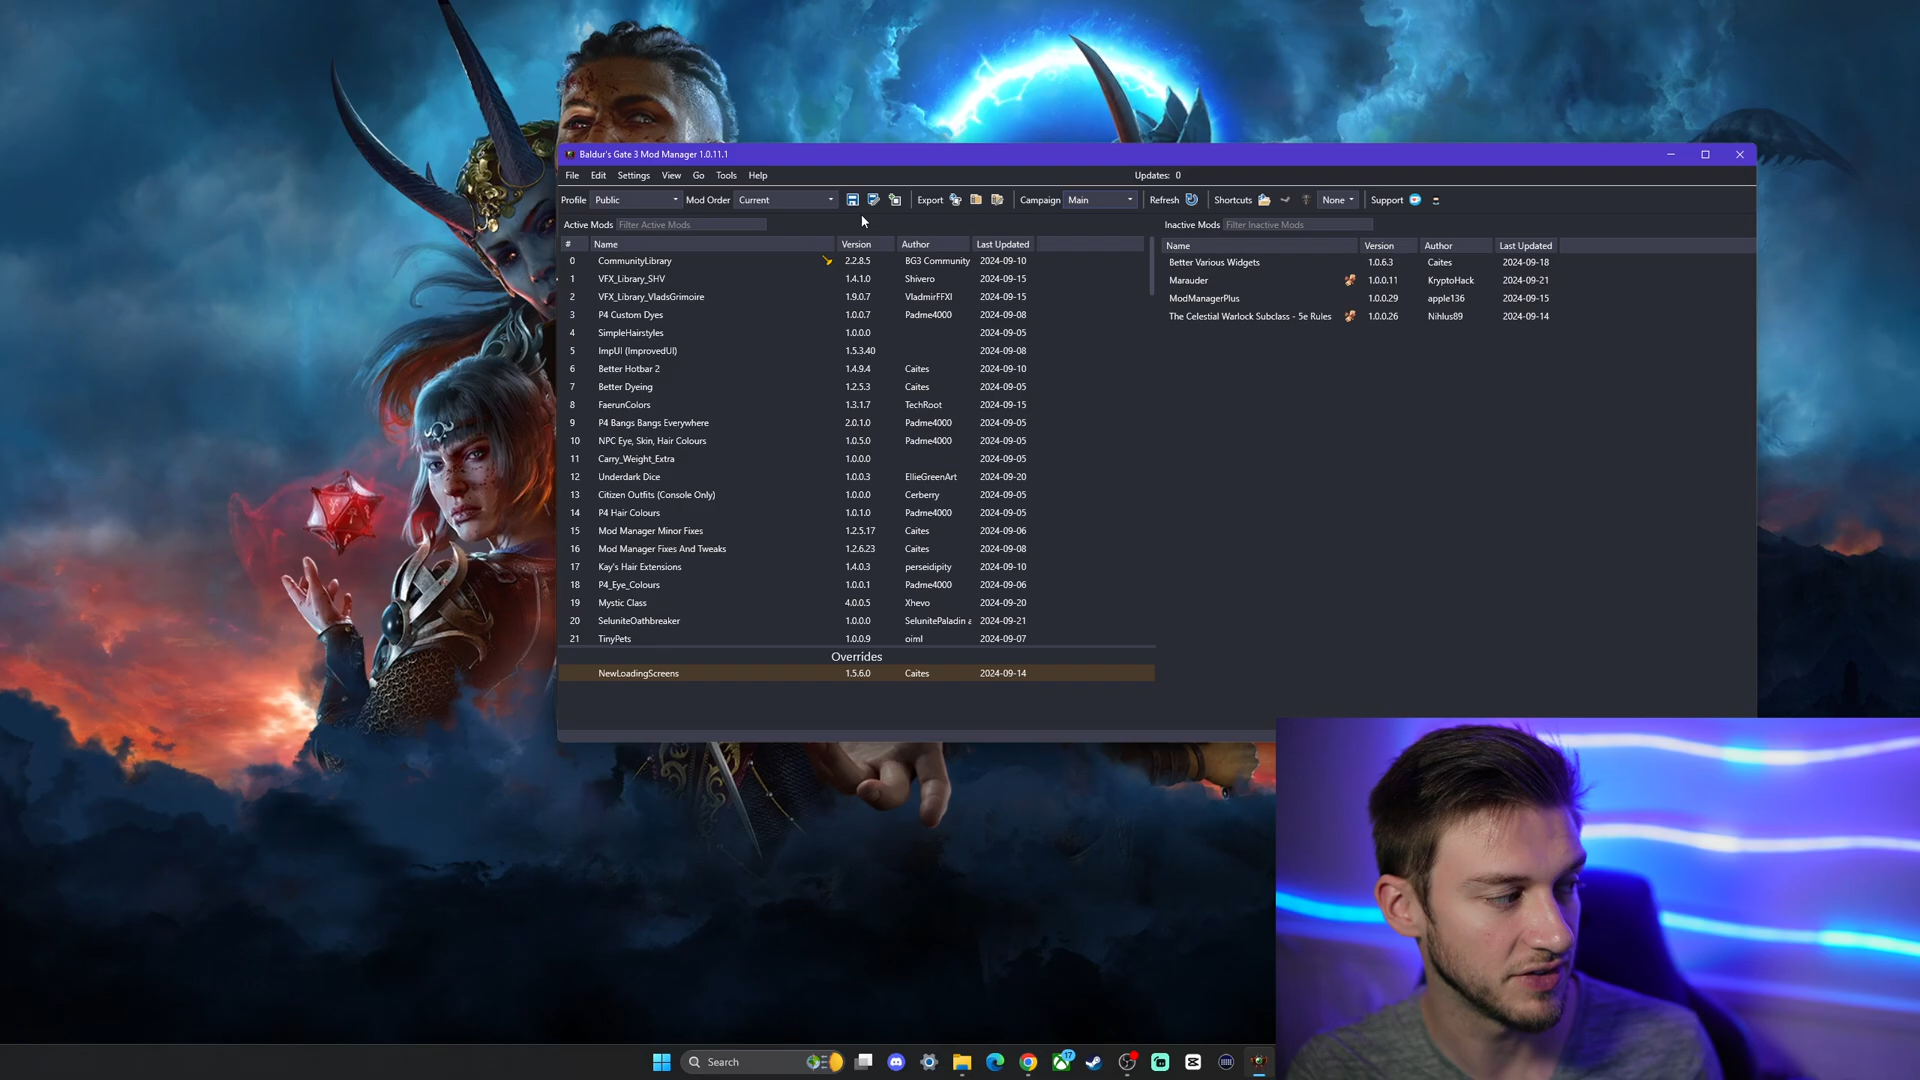 Baldur's Gate 3 Mod Manager 1.0.11.1
File Edit Settings View Go Tools Help Updates: 0
Profile Public Mod Order Current Export Campaign Main Refresh Shortcuts None Support
Active Mods Filter Active Mods
# Name Version Author Last Updated
0 CommunityLibrary 2.2.8.5 BG3 Community 2024-09-10
1 VFX_Library_SHV 1.4.1.0 Shivero 2024-09-15
2 VFX_Library_VladsGrimoire 1.9.0.7 VladmirFFXI 2024-09-15
3 P4 Custom Dyes 1.0.0.7 Padme4000 2024-09-08
4 SimpleHairstyles 1.0.0.0 2024-09-05
5 ImpUI (ImprovedUI) 1.5.3.40 2024-09-08
6 Better Hotbar 2 1.4.9.4 Caites 2024-09-10
7 Better Dyeing 1.2.5.3 Caites 2024-09-05
8 FaerunColors 1.3.1.7 TechRoot 2024-09-15
9 P4 Bangs Bangs Everywhere 2.0.1.0 Padme4000 2024-09-05
10 NPC Eye, Skin, Hair Colours 1.0.5.0 Padme4000 2024-09-05
11 Carry_Weight_Extra 1.0.0.0 2024-09-05
12 Underdark Dice 1.0.0.3 EllieGreenArt 2024-09-20
13 Citizen Outfits (Console Only) 1.0.0.0 Cerberry 2024-09-05
14 P4 Hair Colours 1.0.1.0 Padme4000 2024-09-05
15 Mod Manager Minor Fixes 1.2.5.17 Caites 2024-09-06
16 Mod Manager Fixes And Tweaks 1.2.6.23 Caites 2024-09-08
17 Kay's Hair Extensions 1.4.0.3 perseidipity 2024-09-10
18 P4_Eye_Colours 1.0.0.1 Padme4000 2024-09-06
19 Mystic Class 4.0.0.5 Xhevo 2024-09-20
20 SeluniteOathbreaker 1.0.0.0 SelunitePaladin a 2024-09-21
21 TinyPets 1.0.0.9 oiml 2024-09-07
Overrides
NewLoadingScreens 1.5.6.0 Caites 2024-09-14
Inactive Mods Filter Inactive Mods
Name Version Author Last Updated
Better Various Widgets 1.0.6.3 Caites 2024-09-18
Marauder 1.0.0.11 KryptoHack 2024-09-21
ModManagerPlus 1.0.0.29 apple136 2024-09-15
The Celestial Warlock Subclass - 5e Rules 1.0.0.26 Nihlus89 2024-09-14
Search
17